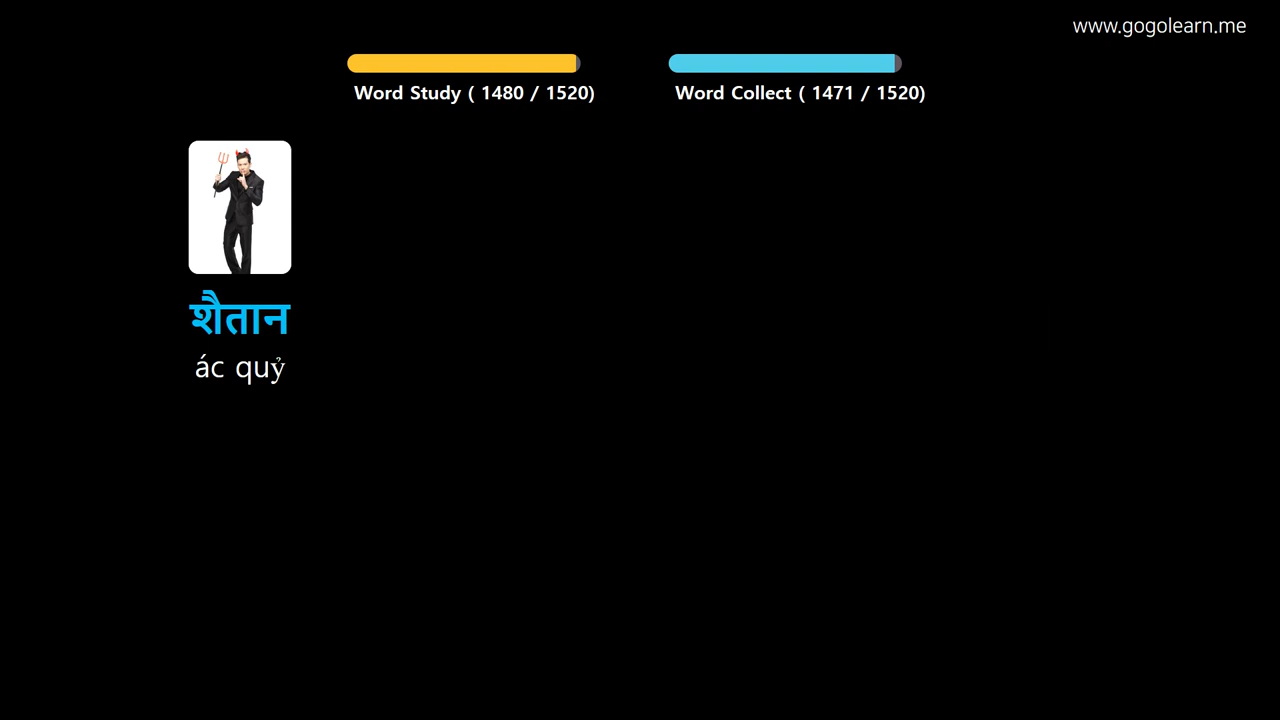 www.gogolearn.me
Word Study ( 1480 / 1520)
Word Collect ( 1471 / 1520)
शैतान
ác quỷ